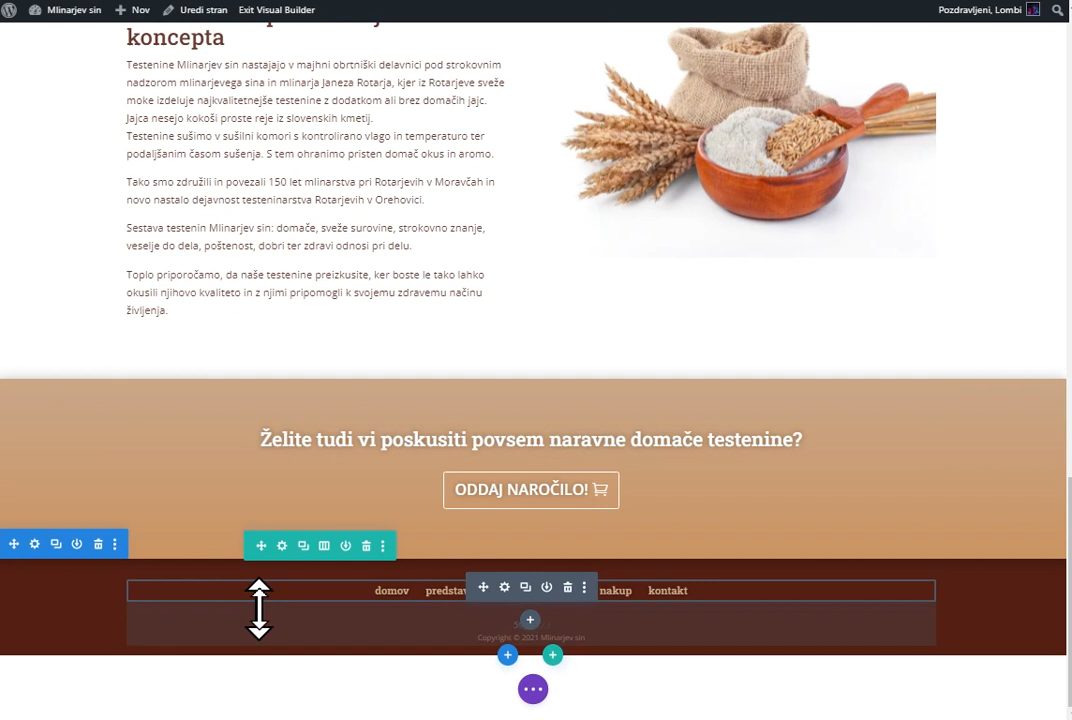 Mlinarjev sin Nov Uredi stran Exit Visual Builder Pozdravljeni, Lombi
koncepta
Testenine Mlinarjev sin nastajajo v majhni obrtniški delavnici pod strokovnim
nadzorom mlinarjevega sina in mlinarja Janeza Rotarja, kjer iz Rotarjeve sveže
moke izdeluje najkvalitetnejše testenine z dodatkom ali brez domačih jajc.
Jajca nesejo kokoši proste reje iz slovenskih kmetij.
Testenine sušimo v sušilni komori s kontrolirano vlago in temperaturo ter
podaljšanim časom sušenja. S tem ohranimo pristen domač okus in aromo.
Tako smo združili in povezali 150 let mlinarstva pri Rotarjevih v Moravčah in
novo nastalo dejavnost testeninarstva Rotarjevih v Orehovici.
Sestava testenin Mlinarjev sin: domače, sveže surovine, strokovno znanje,
veselje do dela, poštenost, dobri ter zdravi odnosi pri delu.
Toplo priporočamo, da naše testenine preizkusite, ker boste le tako lahko
okusili njihovo kvaliteto in z njimi pripomogli k svojemu zdravemu načinu
življenja.
Želite tudi vi poskusiti povsem naravne domače testenine?
ODDAJ NAROČILO!
domov nakup kontakt
Copyright © 2021 Mlinarjev sin